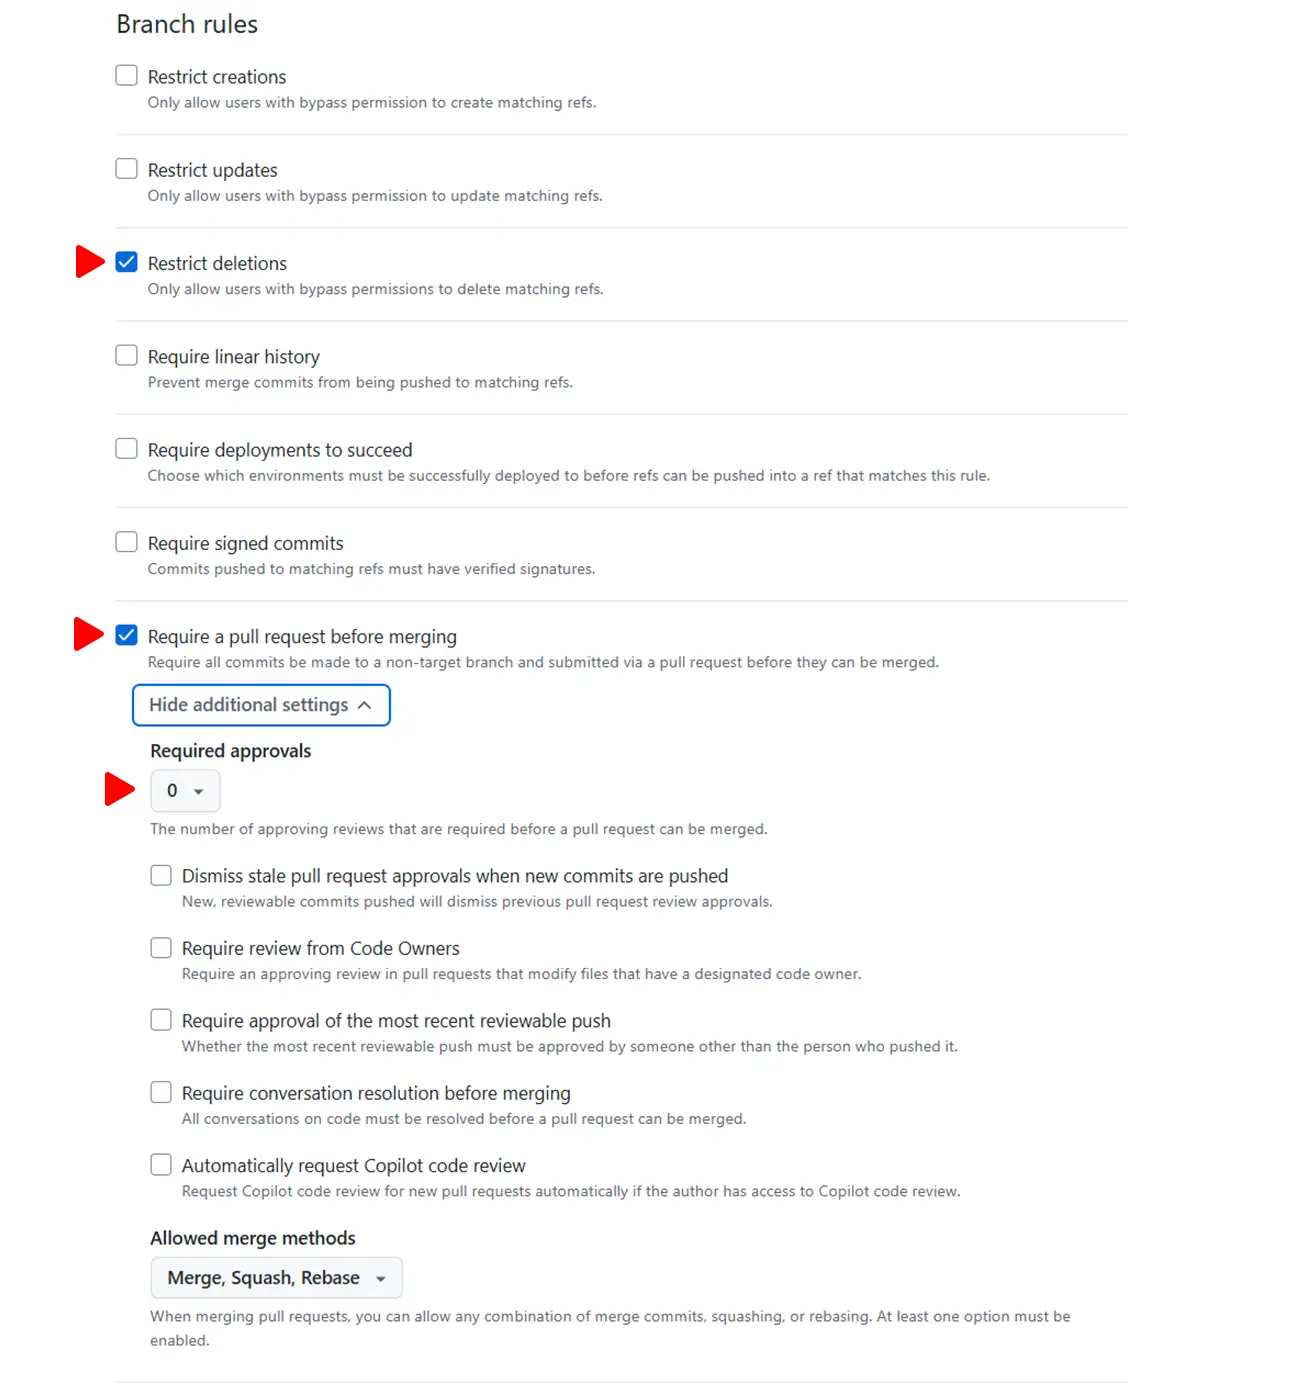 Branch rules
Restrict creations
Only allow users with bypass permission to create matching refs.
Restrict updates
Only allow users with bypass permission to update matching refs.
Restrict deletions
Only allow users with bypass permissions to delete matching refs.
Require linear history
Prevent merge commits from being pushed to matching refs.
Require deployments to succeed
Choose which environments must be successfully deployed to before refs can be pushed into a ref that matches this rule.
Require signed commits
Commits pushed to matching refs must have verified signatures.
Require a pull request before merging
Require all commits be made to a non-target branch and submitted via a pull request before they can be merged.
Hide additional settings
Required approvals
0
The number of approving reviews that are required before a pull request can be merged.
Dismiss stale pull request approvals when new commits are pushed
New, reviewable commits pushed will dismiss previous pull request review approvals.
Require review from Code Owners
Require an approving review in pull requests that modify files that have a designated code owner.
Require approval of the most recent reviewable push
Whether the most recent reviewable push must be approved by someone other than the person who pushed it.
Require conversation resolution before merging
All conversations on code must be resolved before a pull request can be merged.
Automatically request Copilot code review
Request Copilot code review for new pull requests automatically if the author has access to Copilot code review.
Allowed merge methods
Merge, Squash, Rebase
When merging pull requests, you can allow any combination of merge commits, squashing, or rebasing. At least one option must be
enabled.